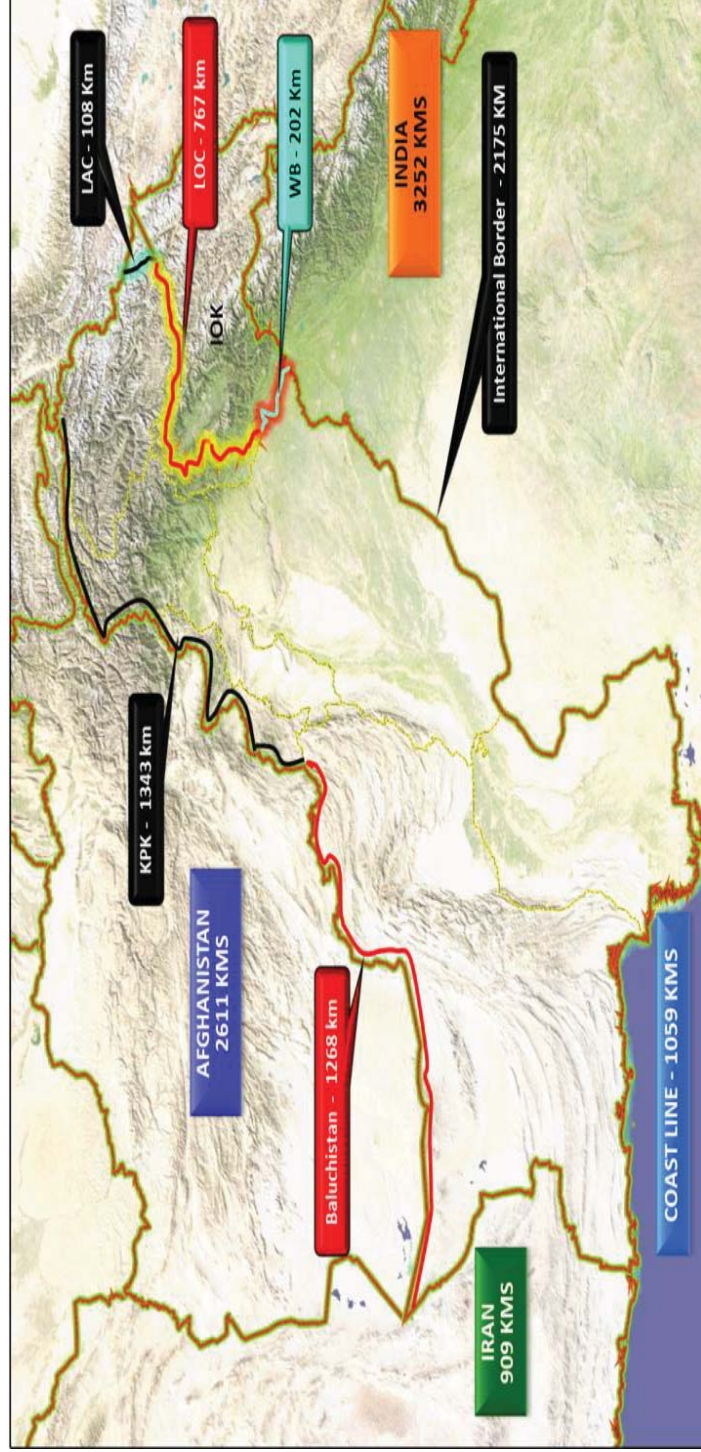 LAC - 108 Km
LOC - 767 km
WB - 202 Km
IOK
INDIA
3252 KMS
International Border - 2175 KM
KPK - 1343 km
AFGHANISTAN
2611 KMS
Baluchistan - 1268 km
IRAN
909 KMS
COAST LINE - 1059 KMS